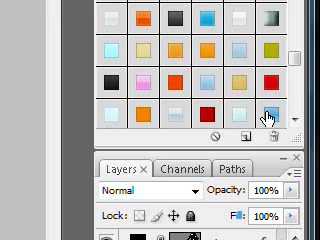 Layers × Channels Paths
Normal Opacity: 100%
Lock: Fill: 100%